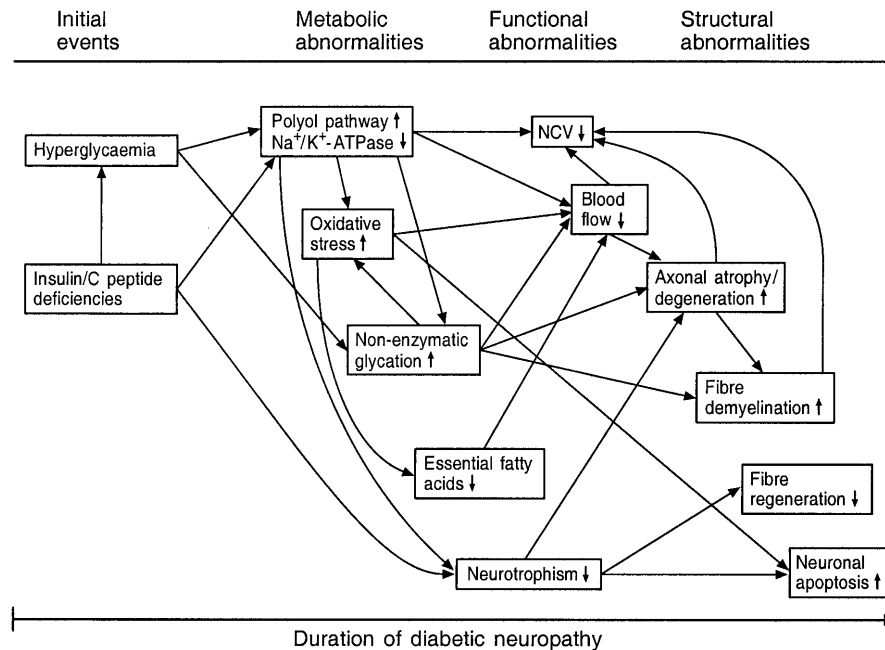 Initial
events
Metabolic
abnormalities
Functional
abnormalities
Structural
abnormalities
Hyperglycaemia
Insulin/C peptide
deficiencies
Polyol pathway ↑
Na⁺/K⁺-ATPase ↓
Oxidative
stress ↑
Non-enzymatic
glycation ↑
Essential fatty
acids ↓
Neurotrophism ↓
NCV ↓
Blood
flow ↓
Axonal atrophy/
degeneration ↑
Fibre
demyelination ↑
Fibre
regeneration ↓
Neuronal
apoptosis ↑
Duration of diabetic neuropathy